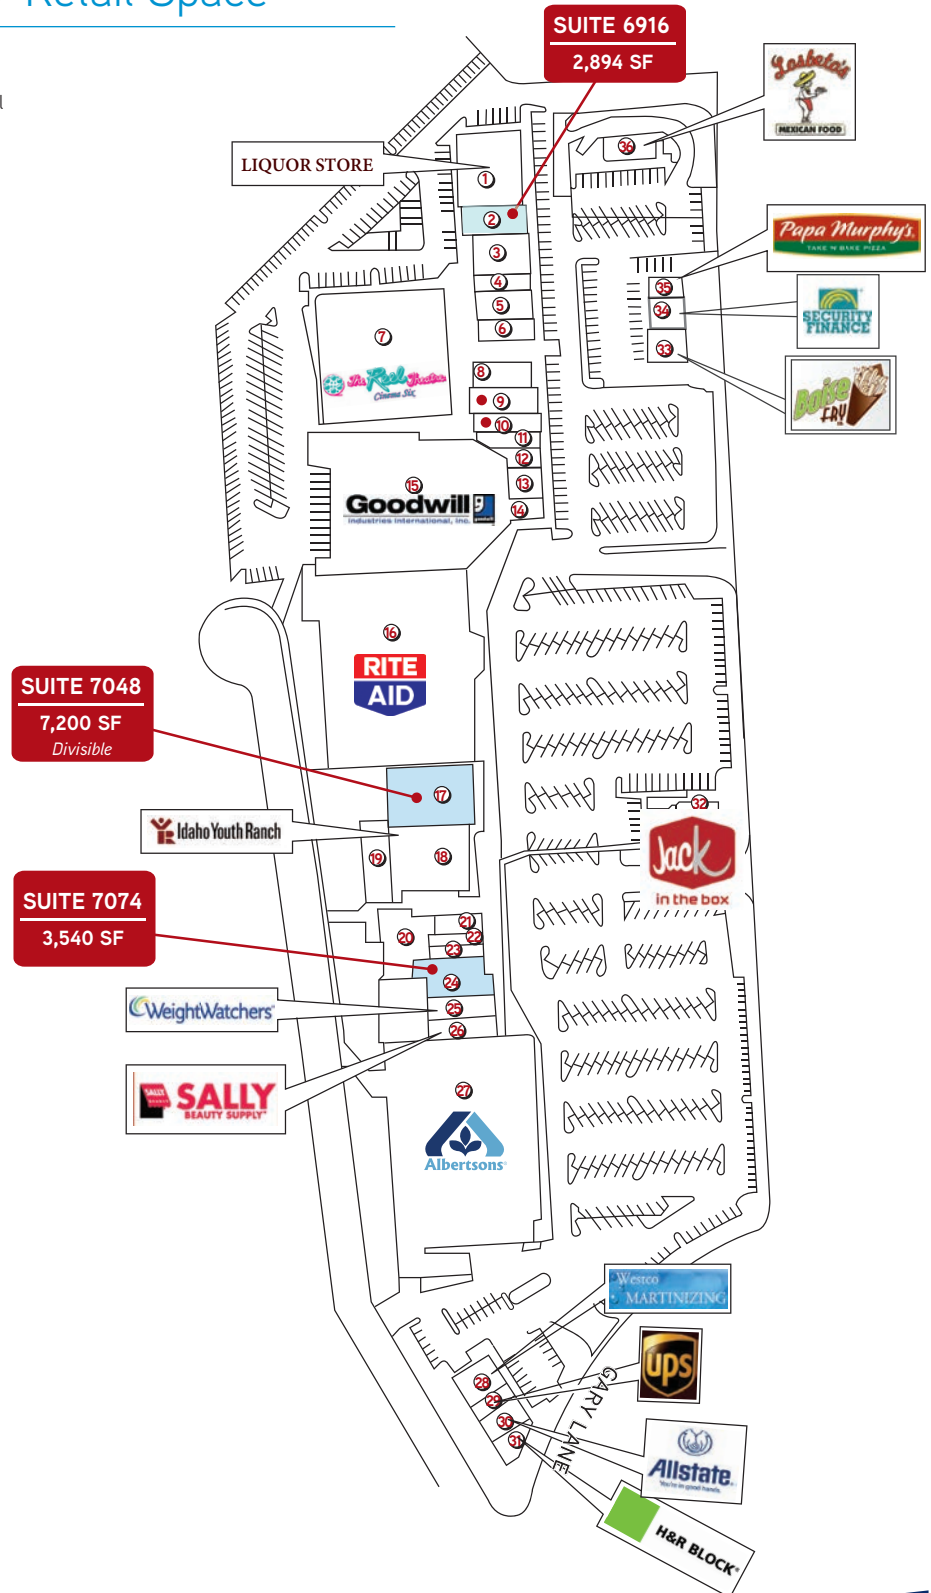 Retail Space
l
SUITE 6916
2,894 SF
Losbeto's
MEXICAN FOOD
LIQUOR STORE
36
1
2
3
4
5
6
Papa Murphy's
TAKE 'N' BAKE PIZZA
35
34
33
SECURITY
FINANCE
Boise
FRY
7
The Reel Theatre
Cinema Six
8
9
10
11
12
13
14
15
Goodwill
Industries International, Inc.
g
goodwill
16
RITE
AID
SUITE 7048
7,200 SF
Divisible
17
Idaho Youth Ranch
18
19
32
Jack
in the box
SUITE 7074
3,540 SF
20
21
22
23
24
WeightWatchers
25
26
SALLY
SALLY
BEAUTY SUPPLY
27
Albertsons
Westco
MARTINIZING
28
29
30
31
ups
GARY LANE
Allstate
You're in good hands.
H&R BLOCK